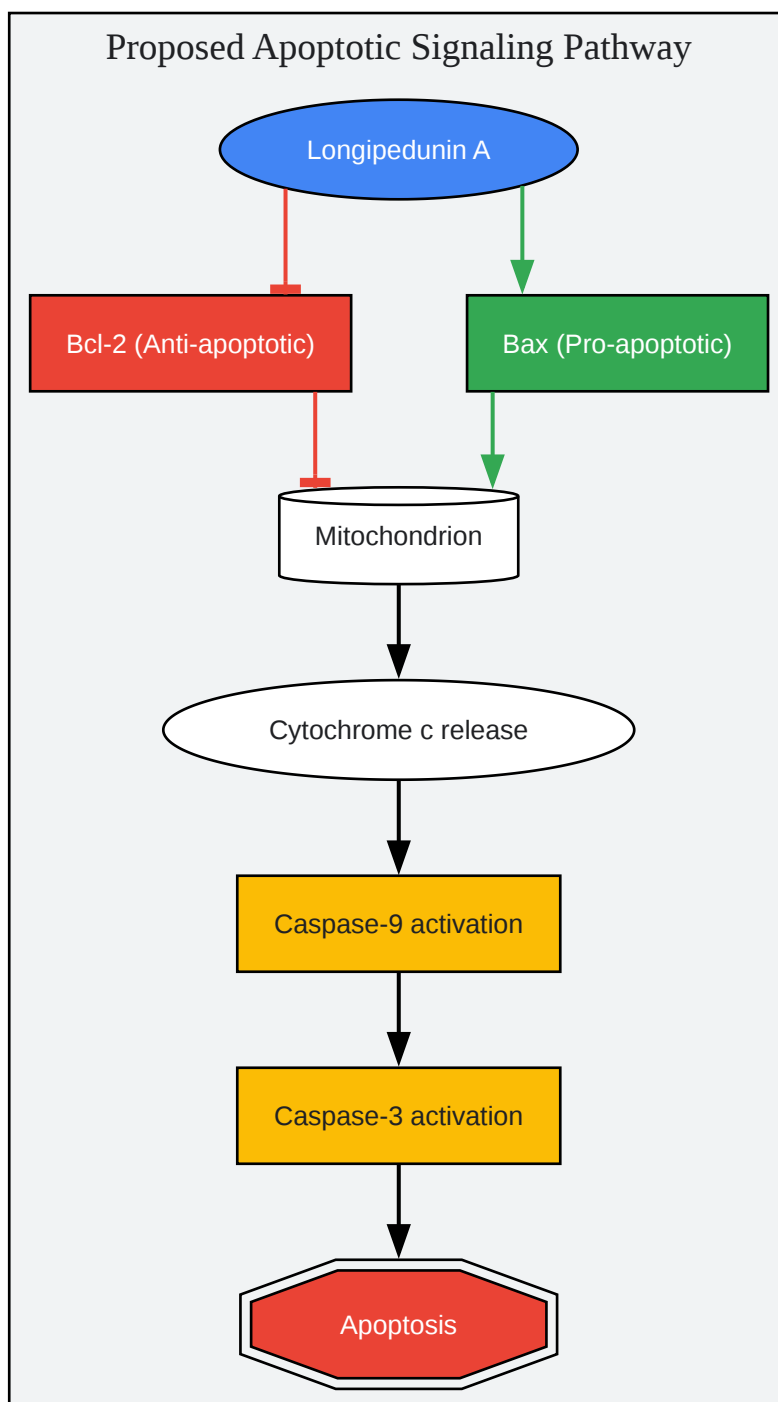 Proposed Apoptotic Signaling Pathway
Longipedunin A
Bcl-2 (Anti-apoptotic)
Bax (Pro-apoptotic)
Mitochondrion
Cytochrome c release
Caspase-9 activation
Caspase-3 activation
Apoptosis